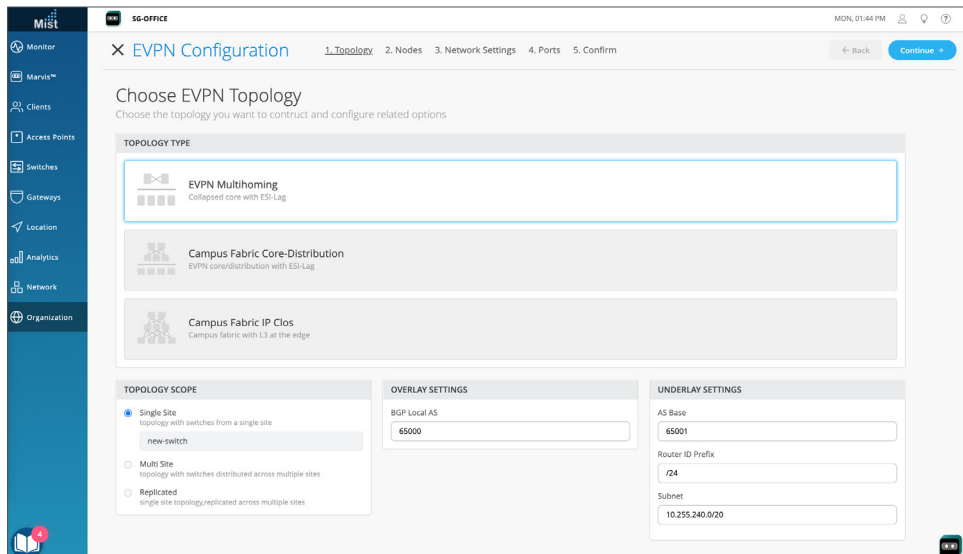 Mist
SG-OFFICE
MON, 01:44 PM
Monitor
Marvis™
Clients
Access Points
Switches
Gateways
Location
Analytics
Network
Organization
4
EVPN Configuration
1. Topology 2. Nodes 3. Network Settings 4. Ports 5. Confirm
← Back
Continue →
Choose EVPN Topology
Choose the topology you want to contruct and configure related options
TOPOLOGY TYPE
EVPN Multihoming
Collapsed core with ESI-Lag
Campus Fabric Core-Distribution
EVPN core/distribution with ESI-Lag
Campus Fabric IP Clos
Campus fabric with L3 at the edge
TOPOLOGY SCOPE
Single Site
topology with switches from a single site
new-switch
Multi Site
topology with switches distributed across multiple sites
Replicated
single site topology,replicated across multiple sites
OVERLAY SETTINGS
BGP Local AS
65000
UNDERLAY SETTINGS
AS Base
65001
Router ID Prefix
/24
Subnet
10.255.240.0/20